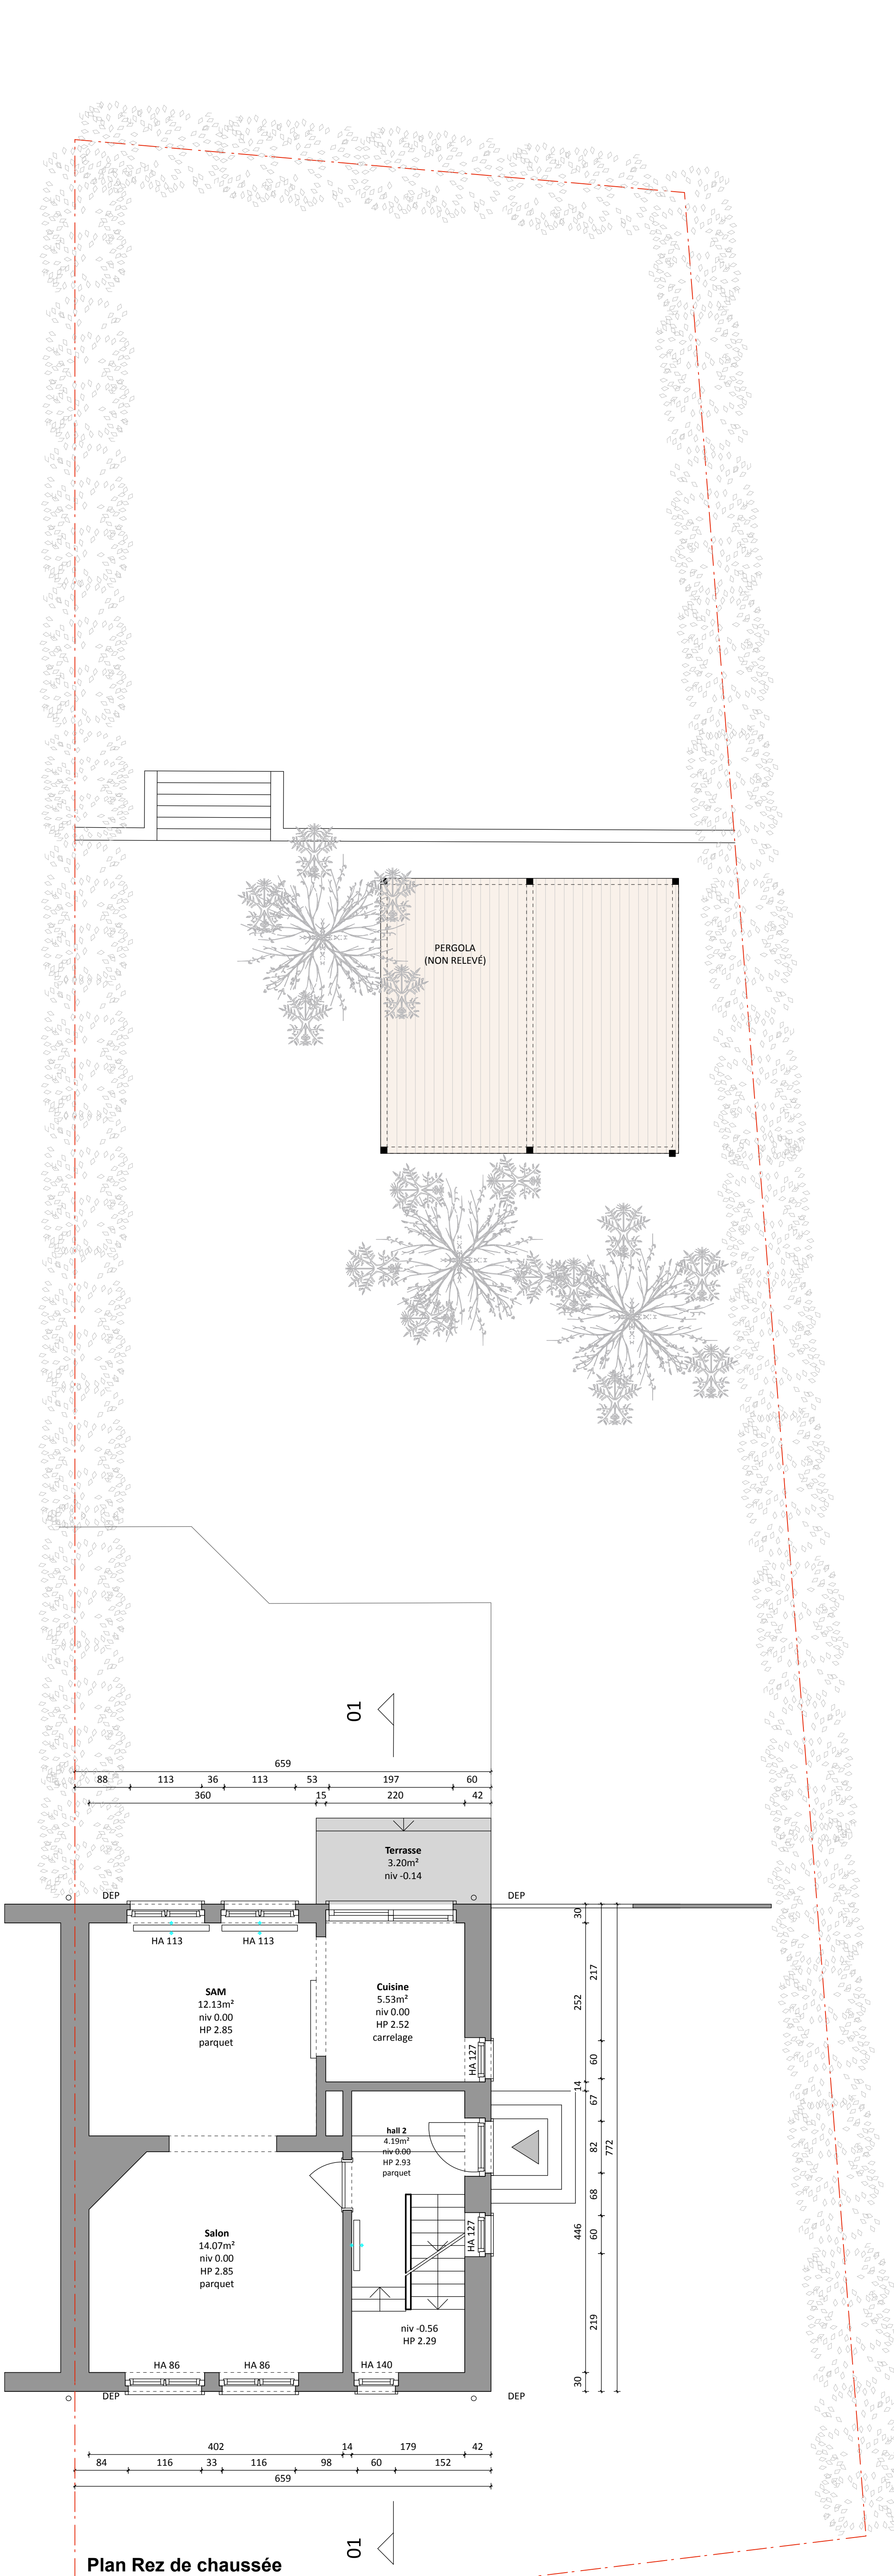 PERGOLA
(NON RELEVÉ)
01
659
88 113 36 113 53 197 60
360 15 220 42
Terrasse
3.20m²
niv -0.14
DEP
DEP
HA 113
HA 113
30
217
252
772
SAM
12.13m²
niv 0.00
HP 2.85
parquet
Cuisine
5.53m²
niv 0.00
HP 2.52
carrelage
HA 127
60
14
67
hall 2
4.19m²
niv 0.00
HP 2.93
parquet
82
68
446
60
HA 127
Salon
14.07m²
niv 0.00
HP 2.85
parquet
niv -0.56
HP 2.29
219
30
HA 86
HA 86
HA 140
DEP
DEP
402 14 179 42
84 116 33 116 98 60 152
659
01
Plan Rez de chaussée